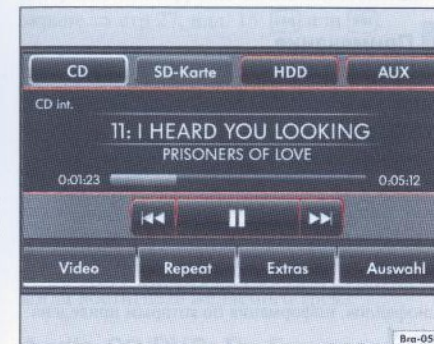 CD SD-Karte HDD AUX
CD int.
11: I HEARD YOU LOOKING
PRISONERS OF LOVE
0:01:23 0:05:12
Video Repeat Extras Auswahl
Bra-05